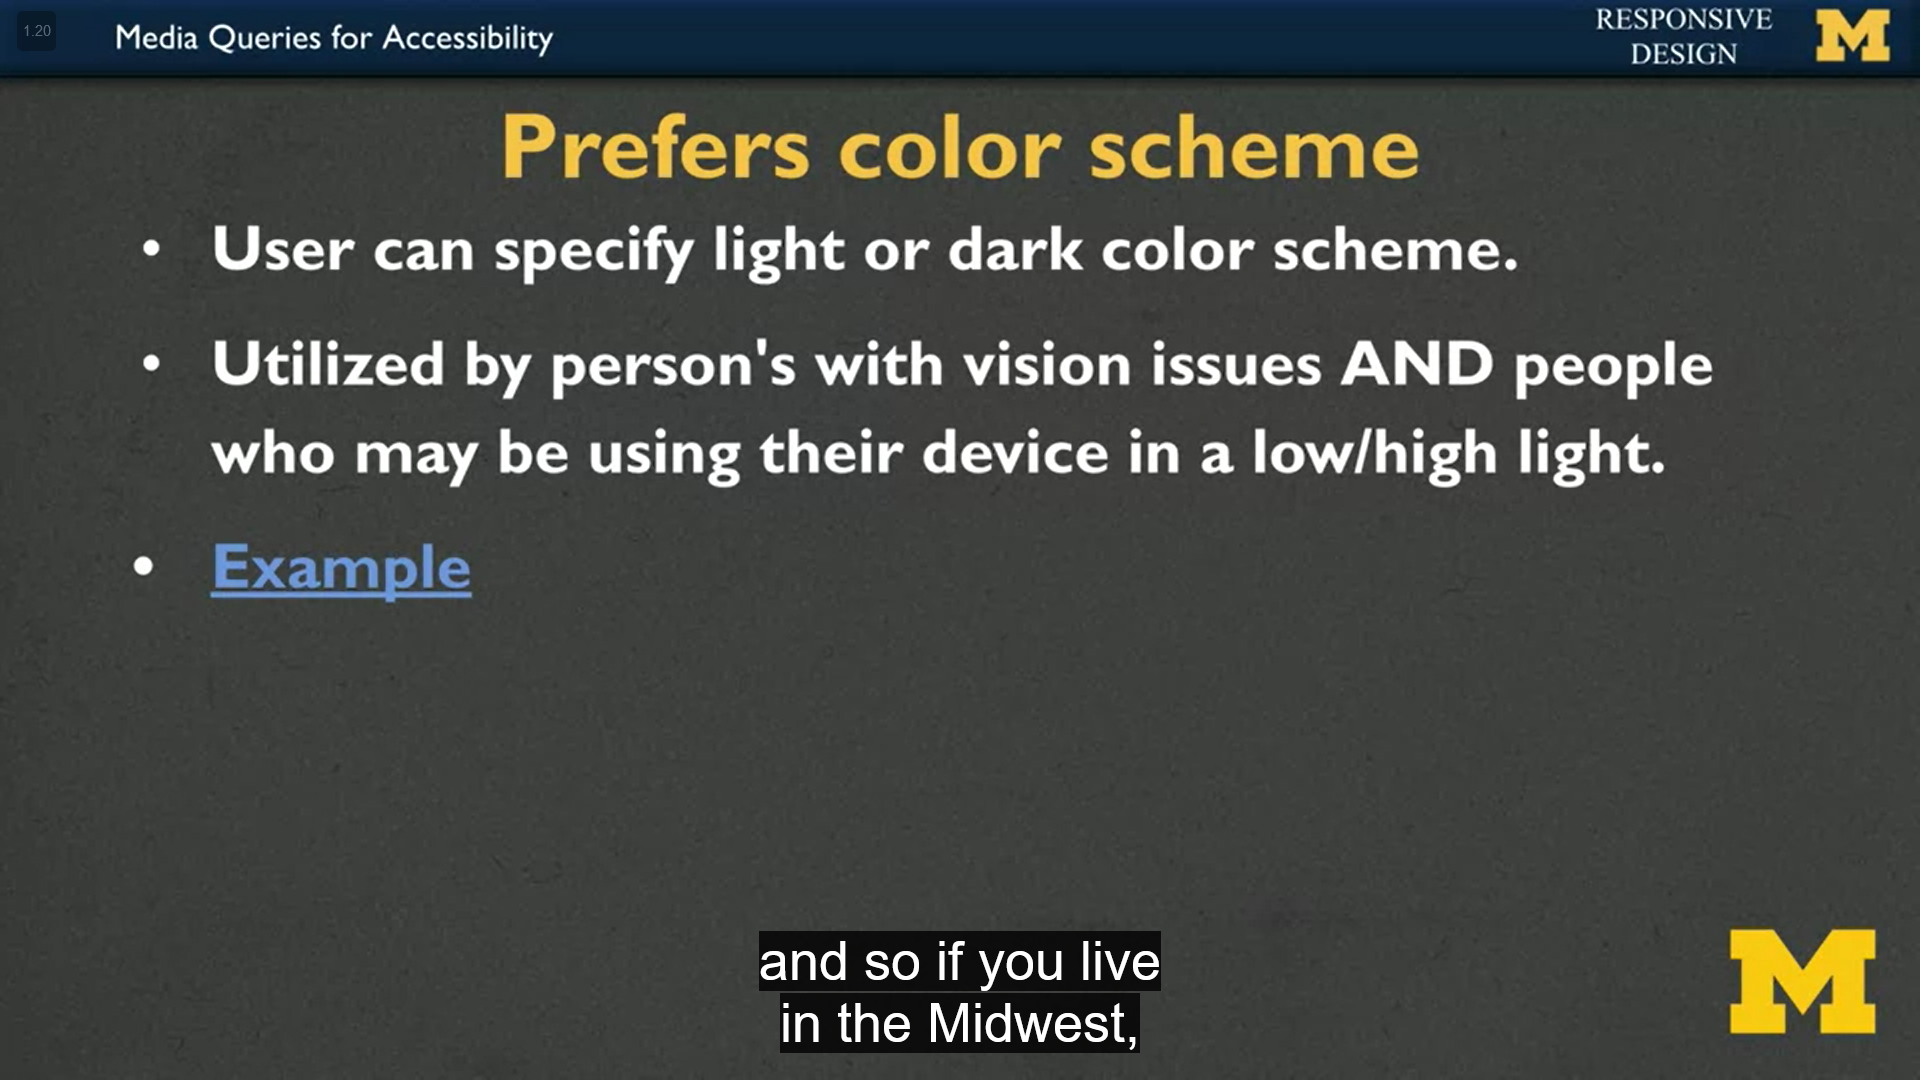 1.20
Media Queries for Accessibility
RESPONSIVE
DESIGN
M
Prefers color scheme
• User can specify light or dark color scheme.
• Utilized by person's with vision issues AND people
who may be using their device in a low/high light.
• Example
and so if you live
in the Midwest,
M